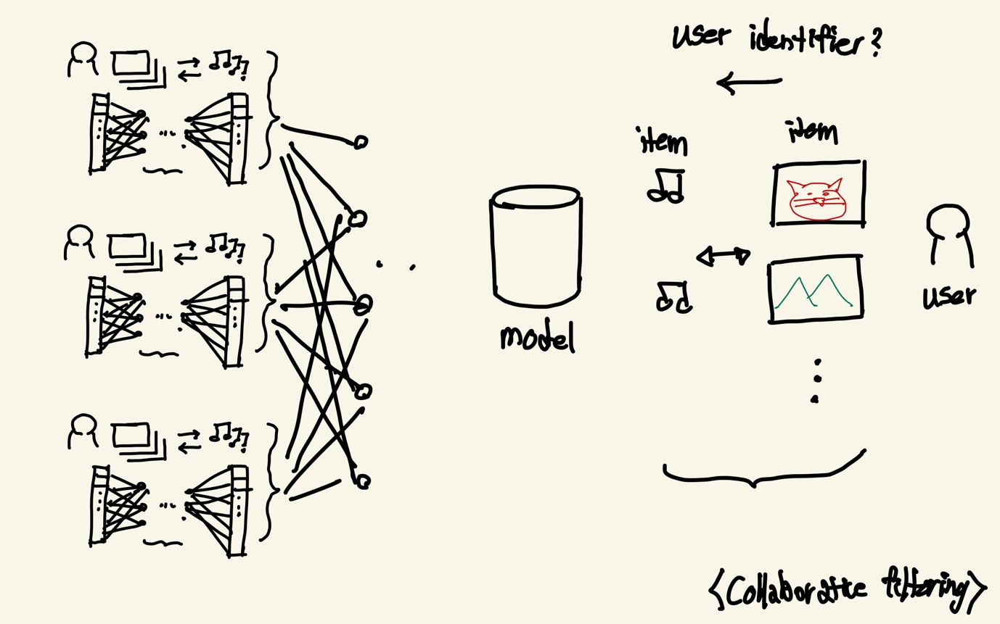 user identifier?
item
item
model
user
<Collaborative filtering>